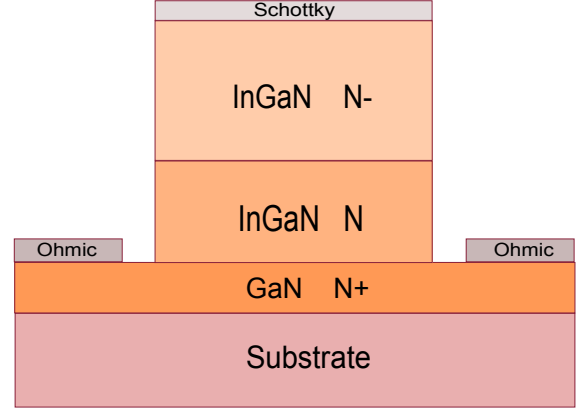 Schottky
InGaN N-
InGaN N
Ohmic Ohmic
GaN N+
Substrate